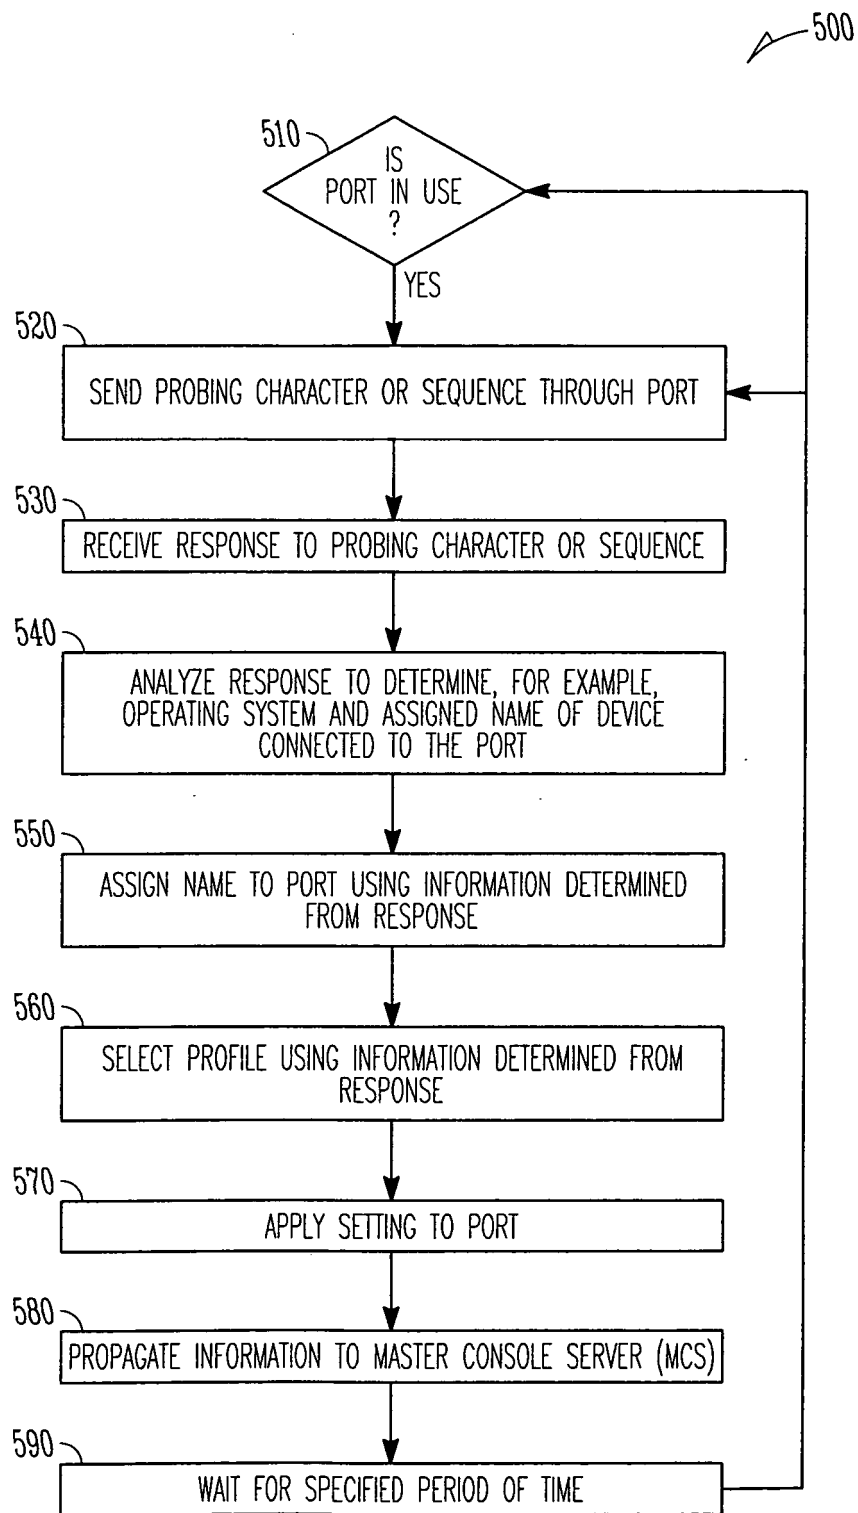 500
510
IS
PORT IN USE
?
YES
520
SEND PROBING CHARACTER OR SEQUENCE THROUGH PORT
530
RECEIVE RESPONSE TO PROBING CHARACTER OR SEQUENCE
540
ANALYZE RESPONSE TO DETERMINE, FOR EXAMPLE,
OPERATING SYSTEM AND ASSIGNED NAME OF DEVICE
CONNECTED TO THE PORT
550
ASSIGN NAME TO PORT USING INFORMATION DETERMINED
FROM RESPONSE
560
SELECT PROFILE USING INFORMATION DETERMINED FROM
RESPONSE
570
APPLY SETTING TO PORT
580
PROPAGATE INFORMATION TO MASTER CONSOLE SERVER (MCS)
590
WAIT FOR SPECIFIED PERIOD OF TIME